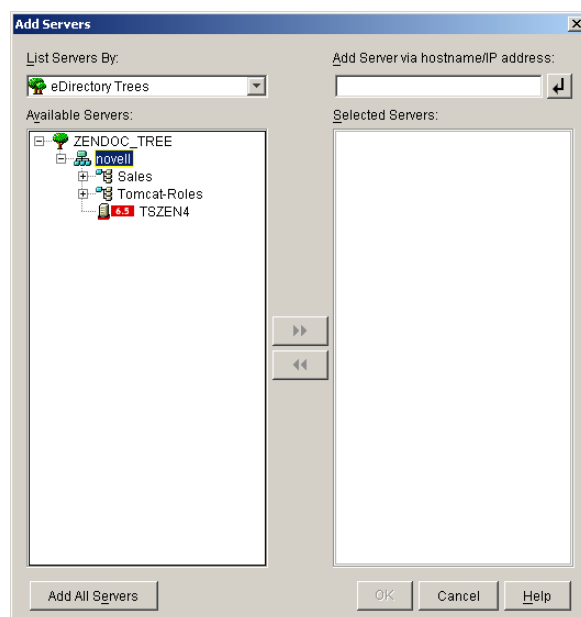 Add Servers
List Servers By:
eDirectory Trees
Add Server via hostname/IP address:
Available Servers:
Selected Servers:
ZENDOC_TREE
novell
Sales
Tomcat-Roles
6.5 TSZEN4
Add All Servers
OK
Cancel
Help